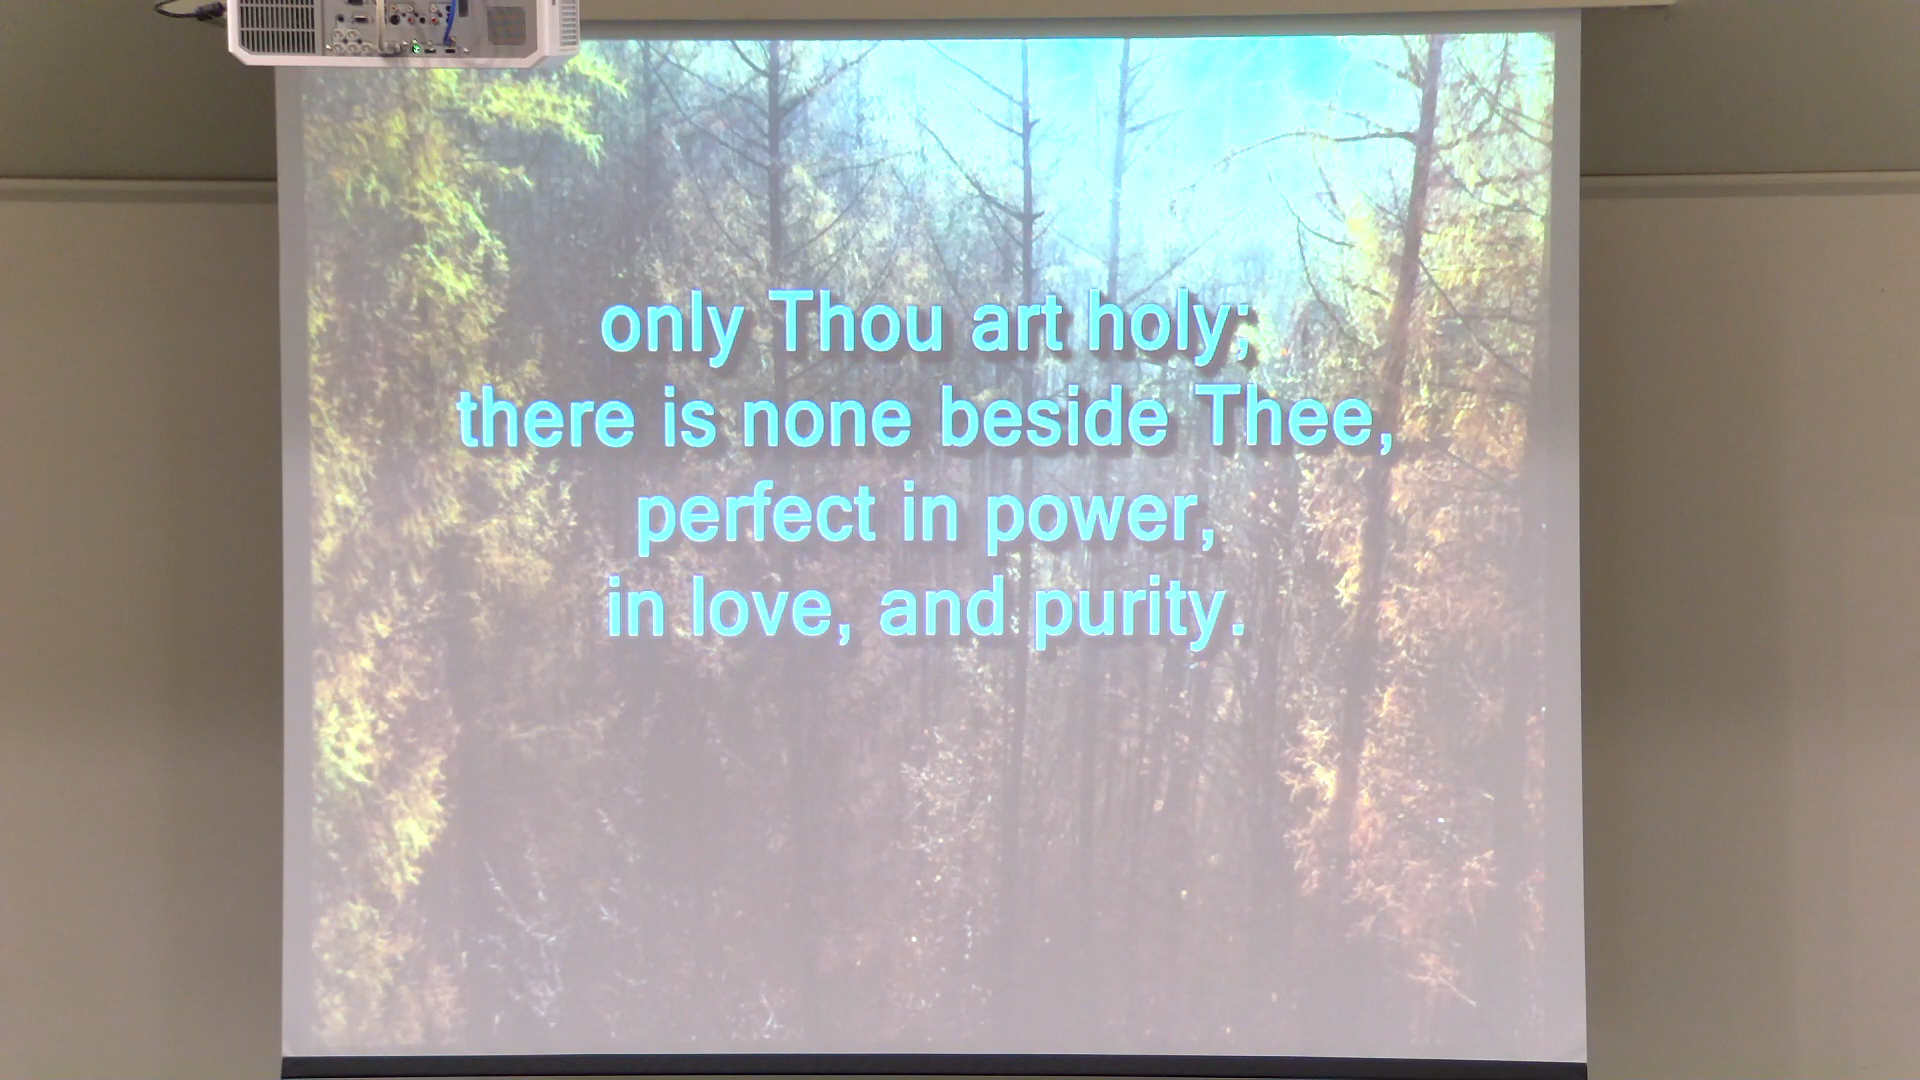 only Thou art holy;
there is none beside Thee,
perfect in power,
in love, and purity.